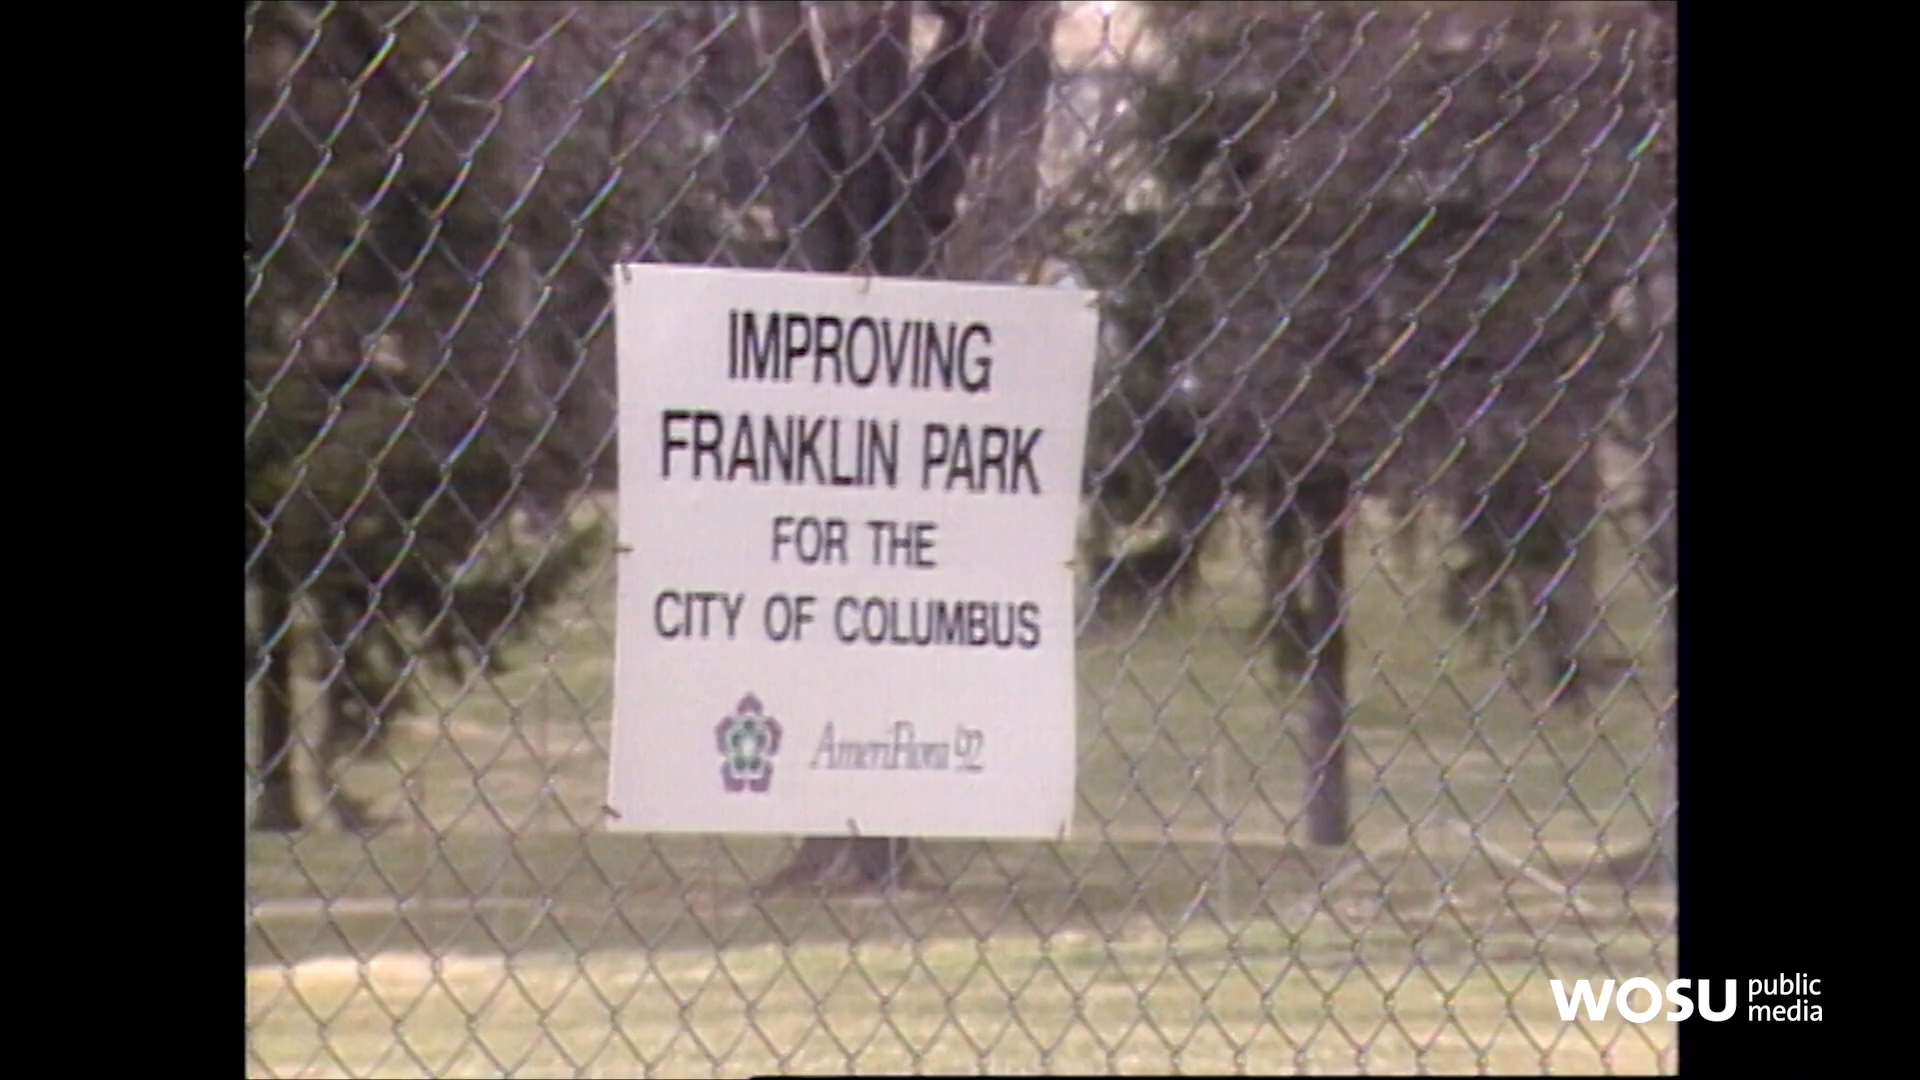 IMPROVING
FRANKLIN PARK
FOR THE
CITY OF COLUMBUS
AmeriFlora '92
WOSU public media